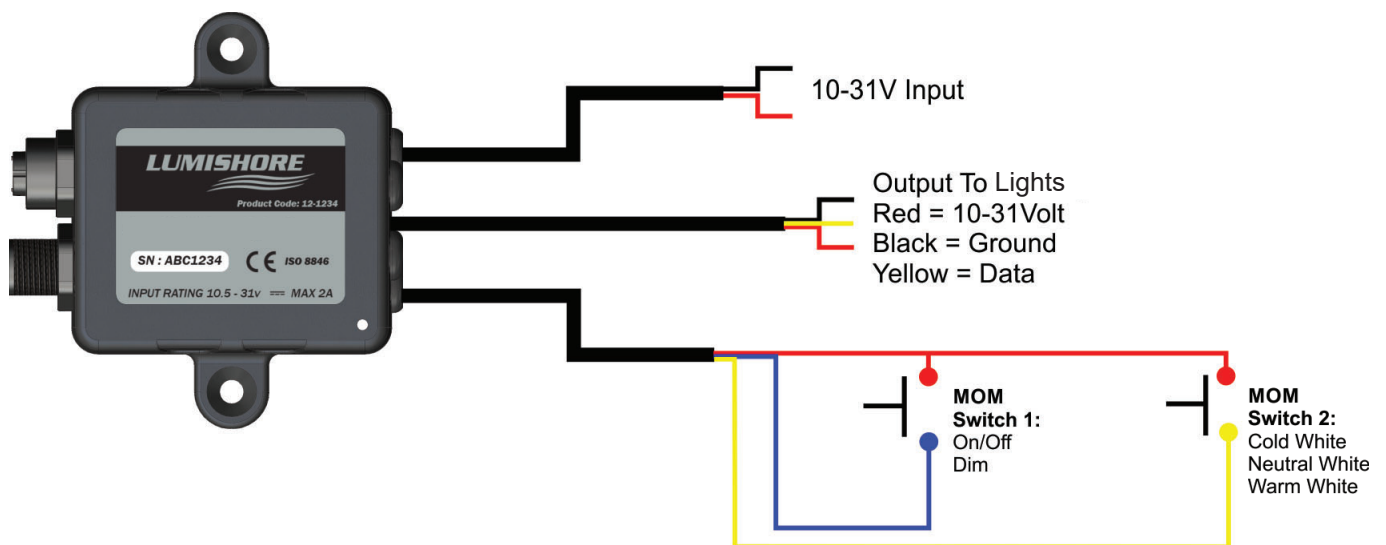 LUMISHORE
Product Code: 12-1234
SN : ABC1234 CE ISO 8846
INPUT RATING 10.5 - 31v ⎓ MAX 2A
10-31V Input
Output To Lights
Red = 10-31Volt
Black = Ground
Yellow = Data
MOM
Switch 1:
On/Off
Dim
MOM
Switch 2:
Cold White
Neutral White
Warm White